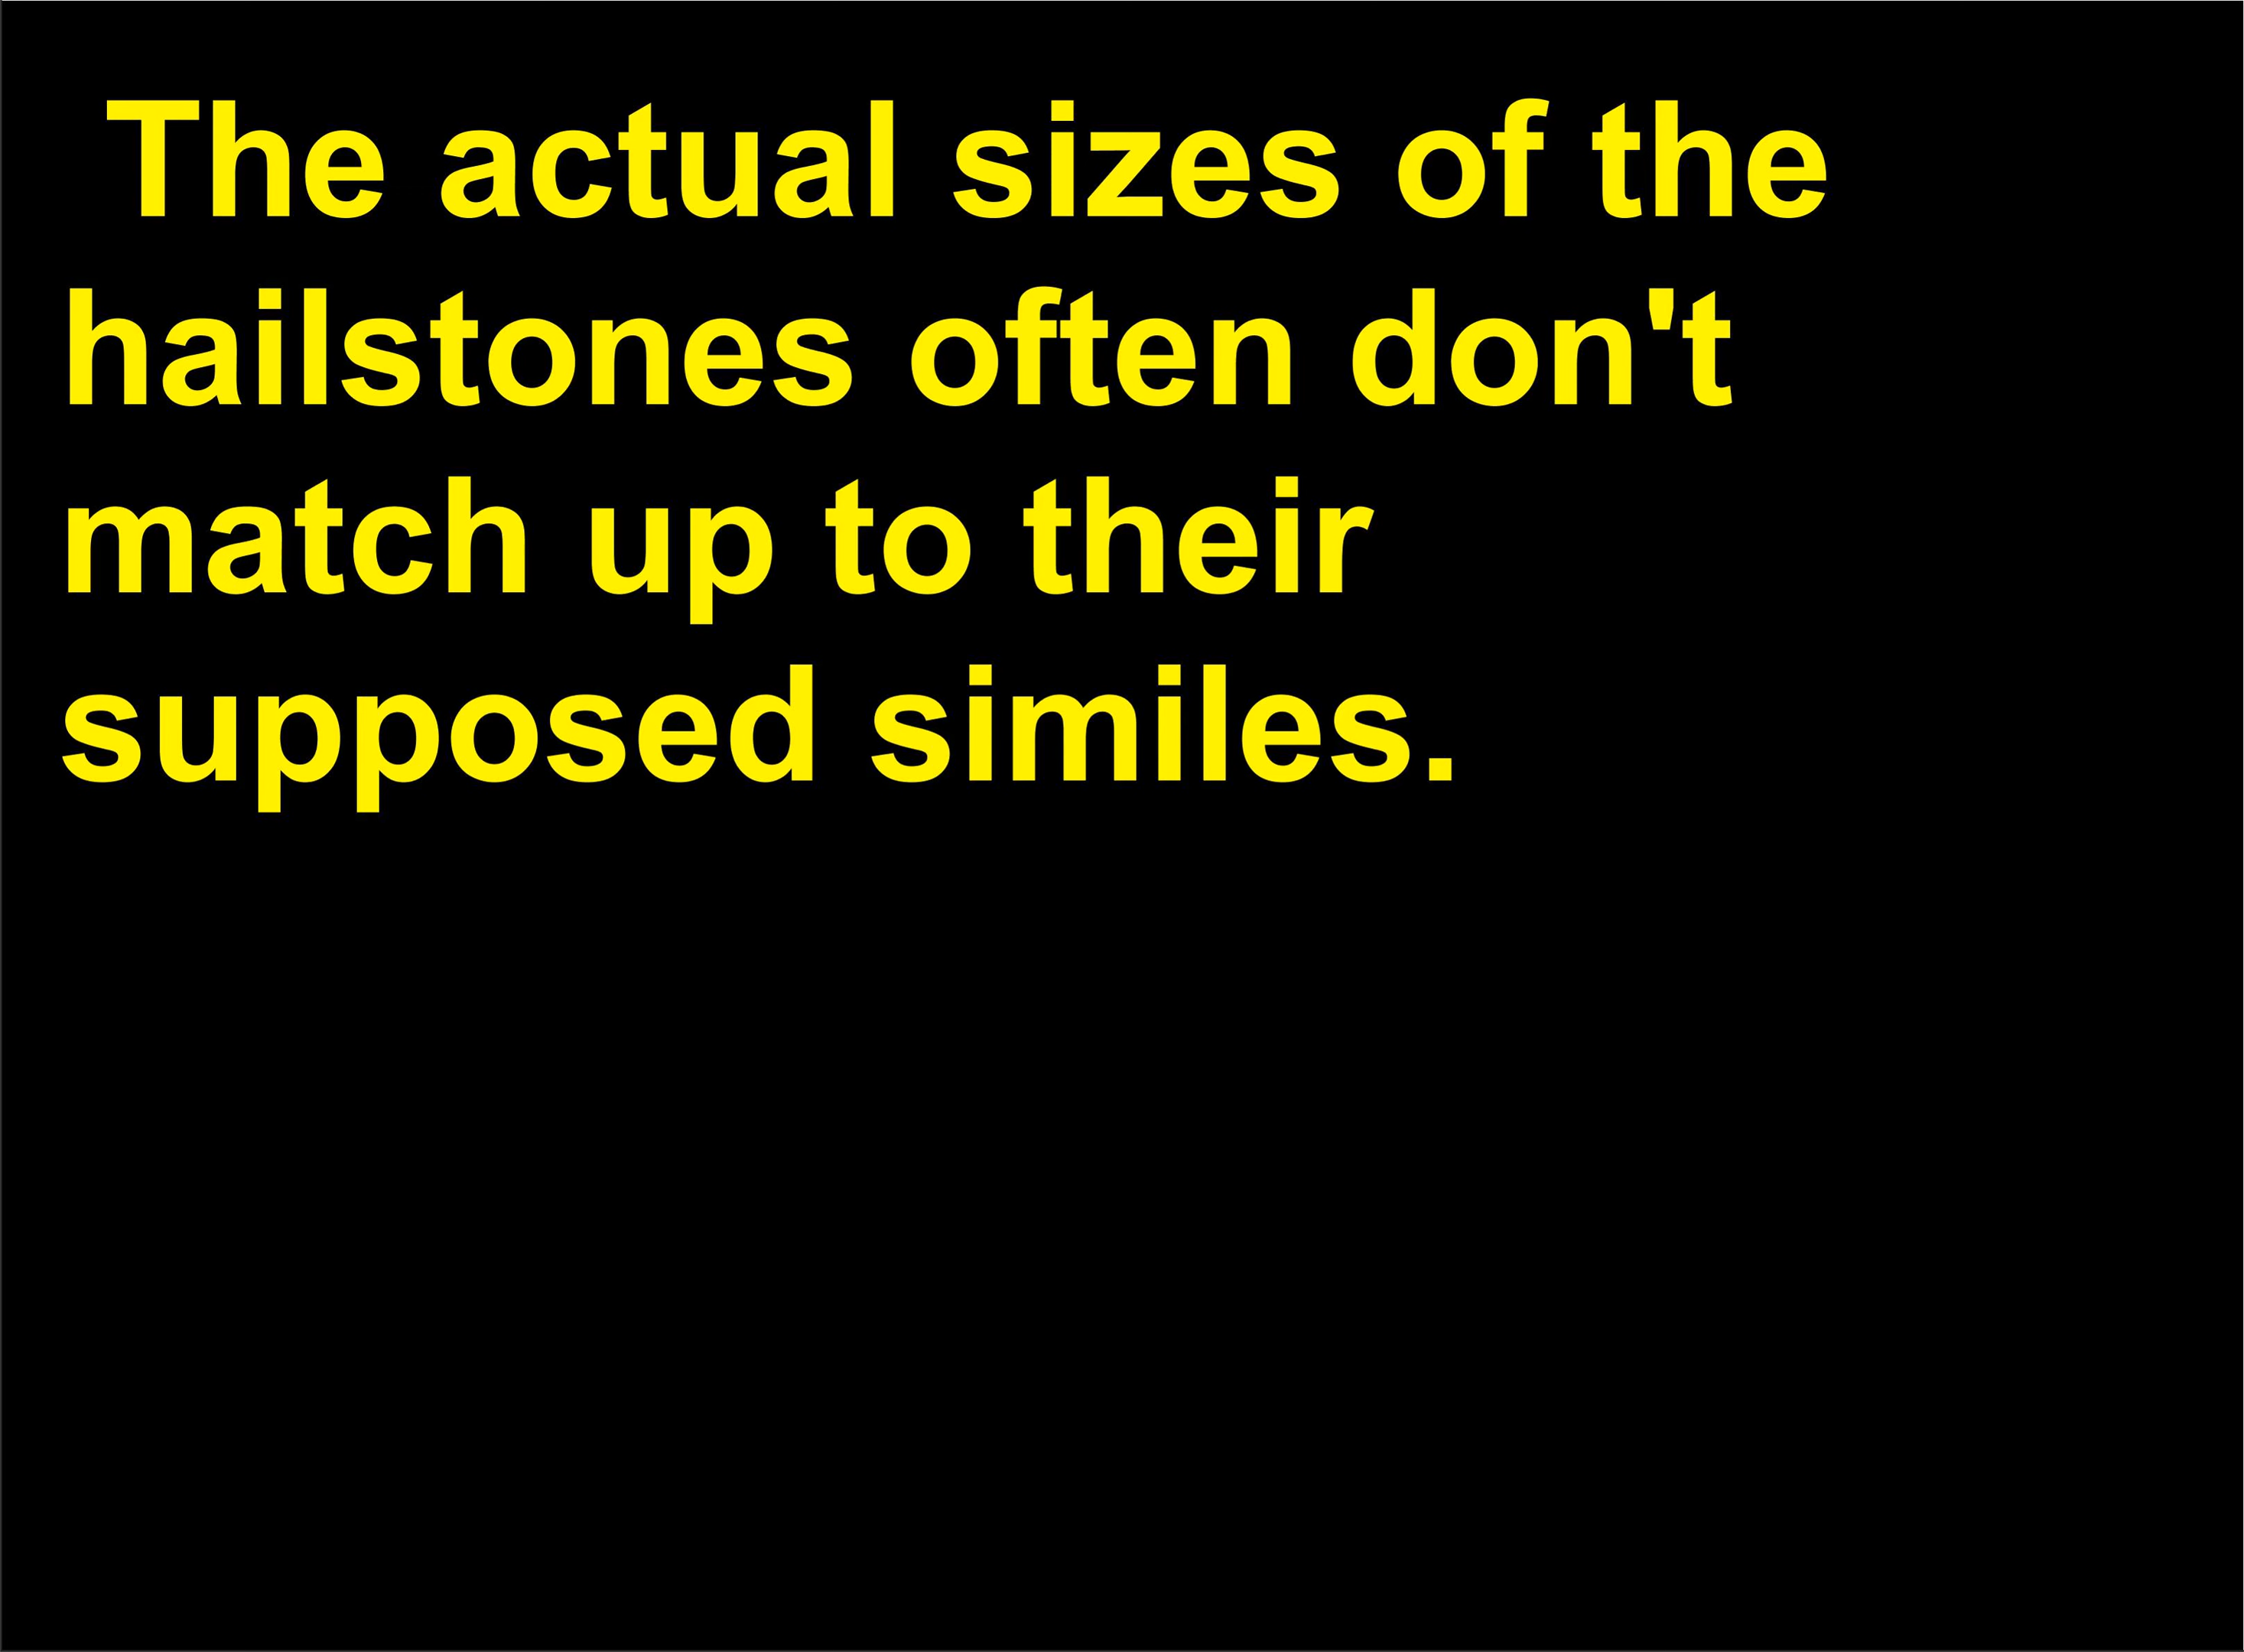 The actual sizes of the
hailstones often don't
match up to their
supposed similes.